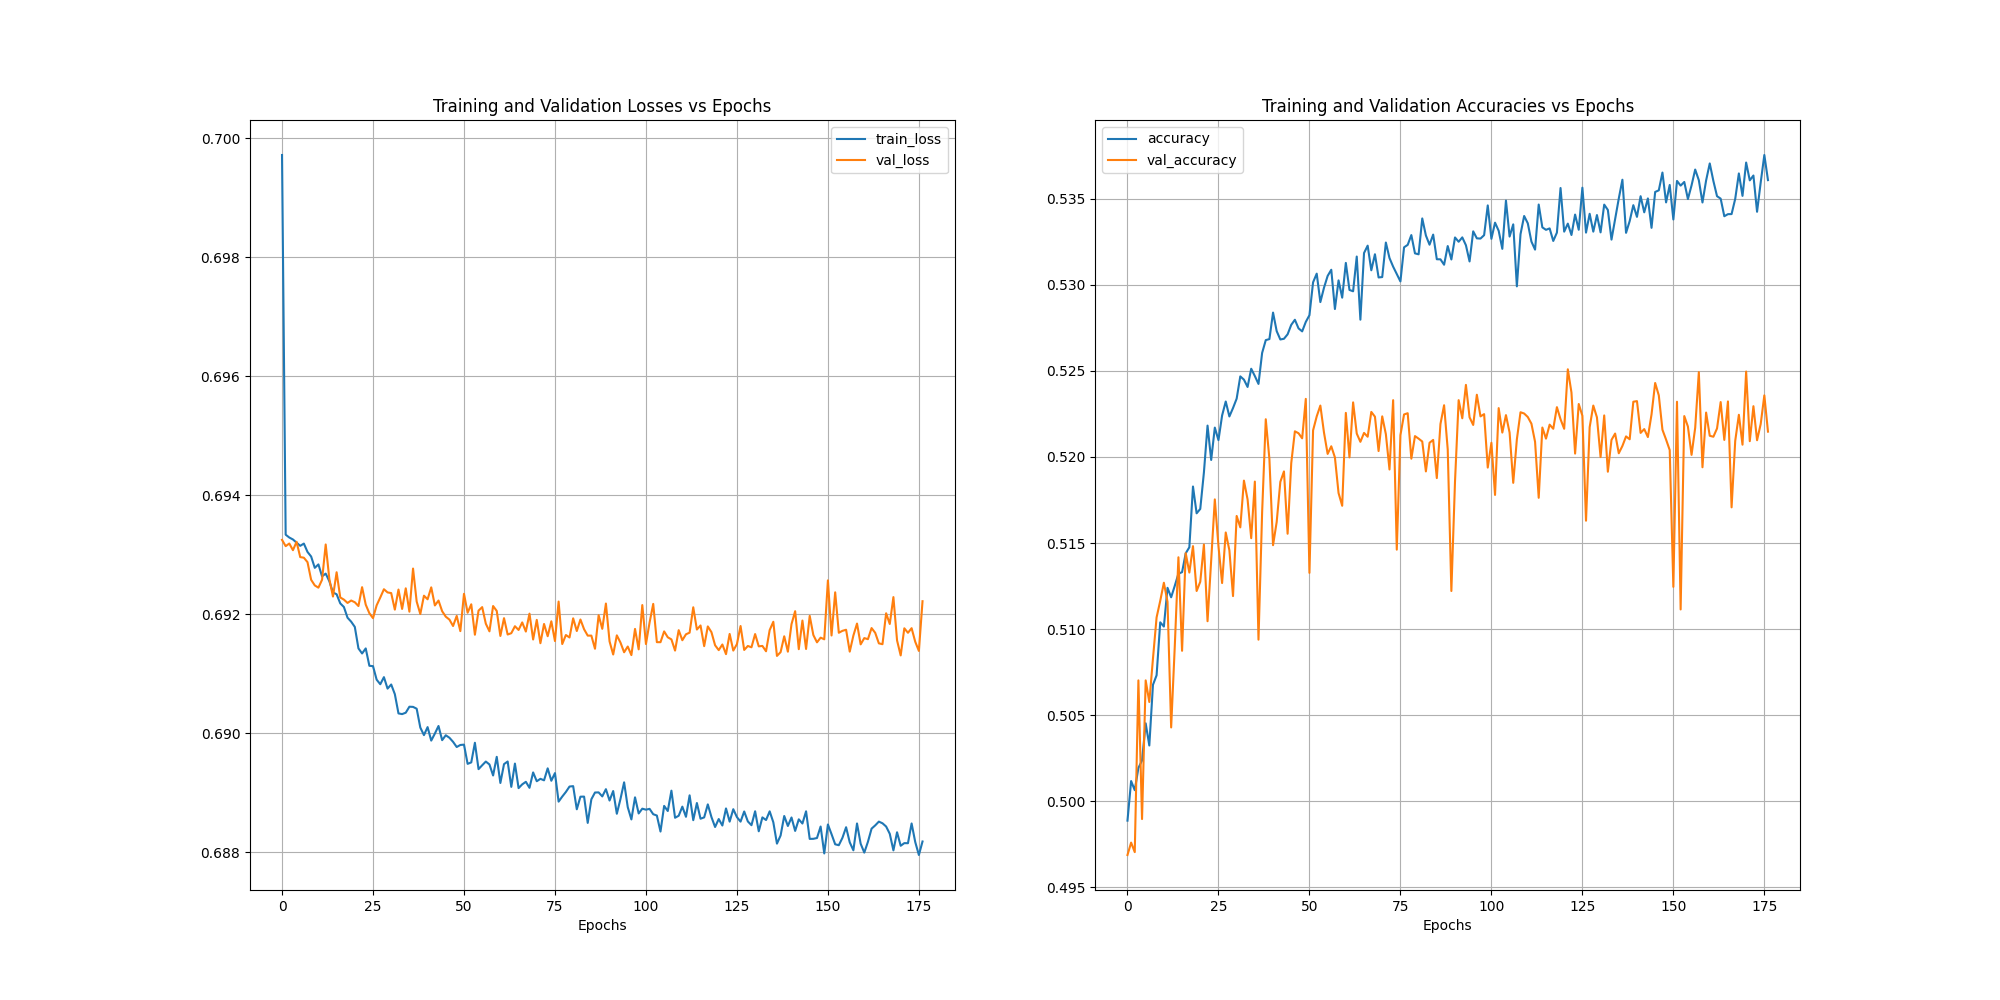 Training and Validation Losses vs Epochs
train_loss
val_loss
0.700
0.698
0.696
0.694
0.692
0.690
0.688
0 25 50 75 100 125 150 175
Epochs
Training and Validation Accuracies vs Epochs
accuracy
val_accuracy
0.535
0.530
0.525
0.520
0.515
0.510
0.505
0.500
0.495
0 25 50 75 100 125 150 175
Epochs